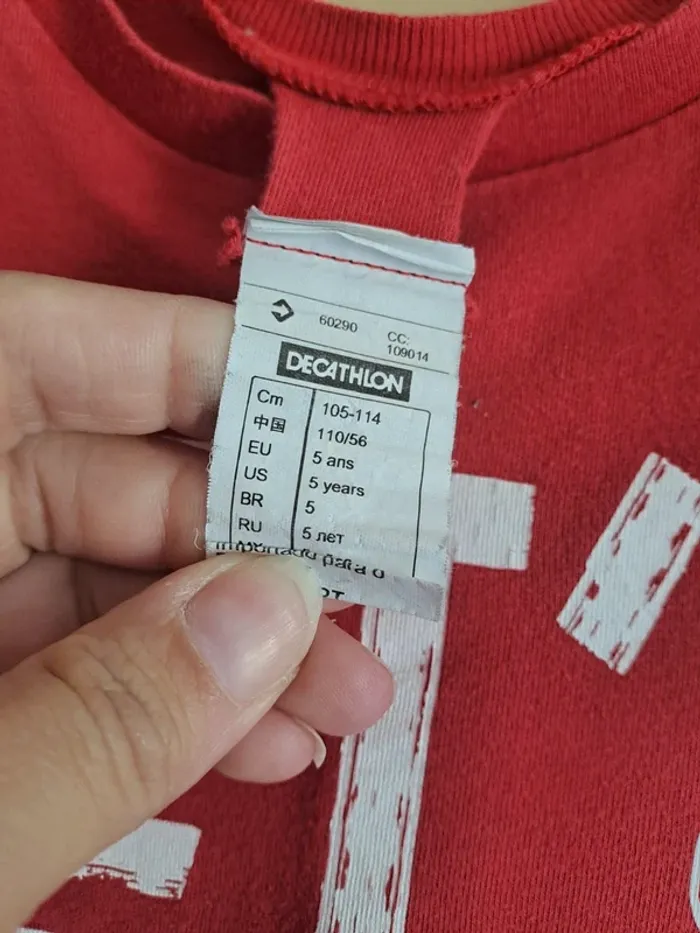 60290
CC:
109014
DECATHLON
Cm 105-114
中国 110/56
EU 5 ans
US 5 years
BR 5
RU 5 лет
para o